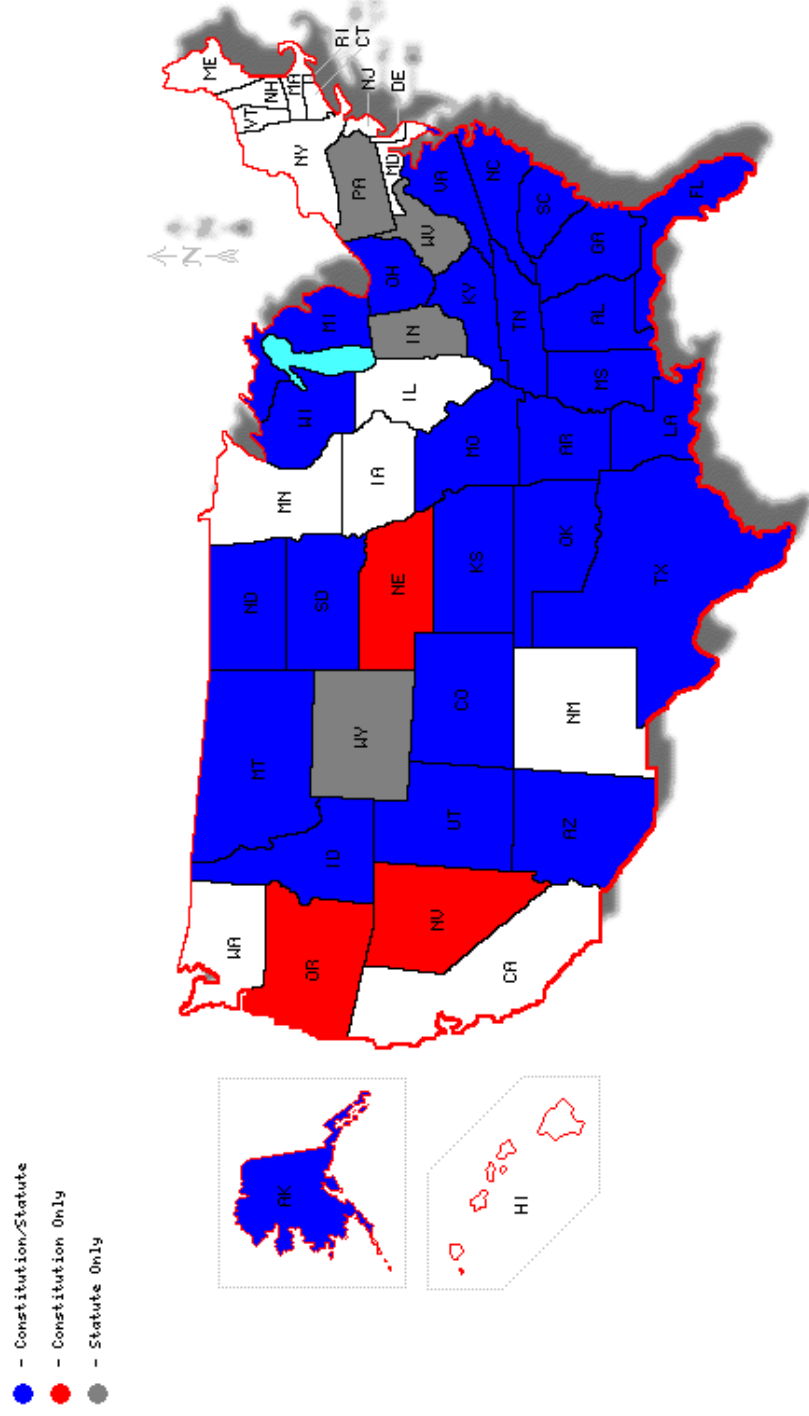 - Constitution/Statute
- Constitution Only
- Statute Only
N
ME
VT
NH
MA
RI
CT
NY
NJ
DE
PA
MD
WV
VA
NC
SC
GA
FL
OH
KY
TN
AL
MS
MI
IN
IL
WI
MN
IA
MO
AR
LA
ND
SD
NE
KS
OK
TX
MT
WY
CO
NM
ID
UT
AZ
WA
OR
NV
CA
AK
HI